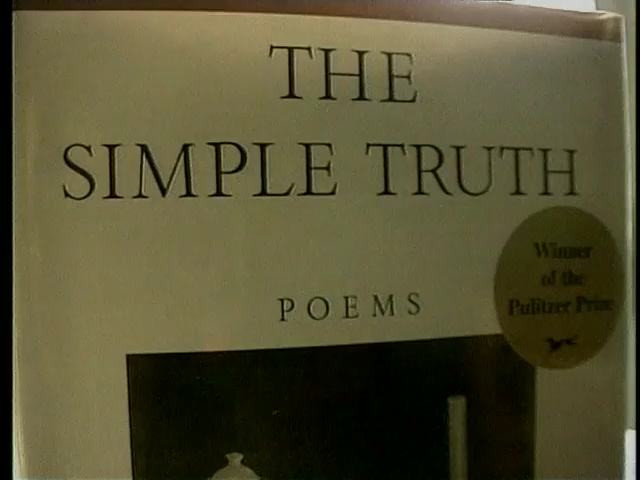 THE
SIMPLE TRUTH
POEMS
Winner
of the
Pulitzer Prize